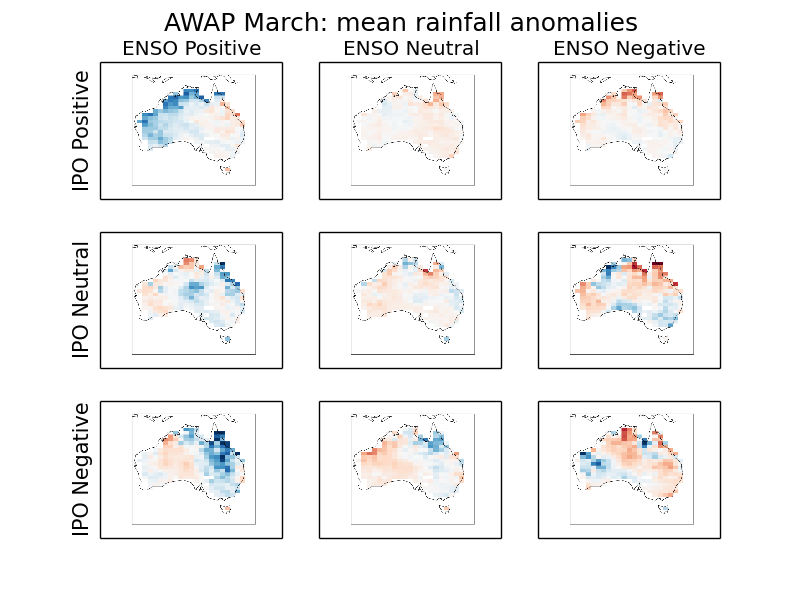 AWAP March: mean rainfall anomalies
ENSO Positive ENSO Neutral ENSO Negative
IPO Positive
IPO Neutral
IPO Negative